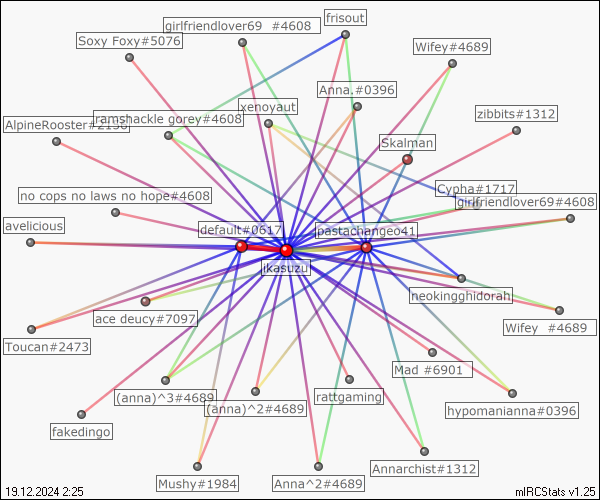 girlfriendlover69 #4608
frisout
Soxy Foxy#5076
Wifey#4689
Anna.#0396
xenoyaut
zibbits#1312
AlpineRooster#2156
ramshackle gorey#4608
Skalman
Cypha#1717
no cops no laws no hope#4608
girlfriendlover69#4608
avelicious
default#0617
pastachangeo41
jkasuzu
neokingghidorah
ace deucy#7097
Wifey #4689
Toucan#2473
Mad #6901
(anna)^3#4689
rattgaming
(anna)^2#4689
hypomanianna#0396
fakedingo
Annarchist#1312
Mushy#1984
Anna^2#4689
19.12.2024 2:25
mIRCStats v1.25